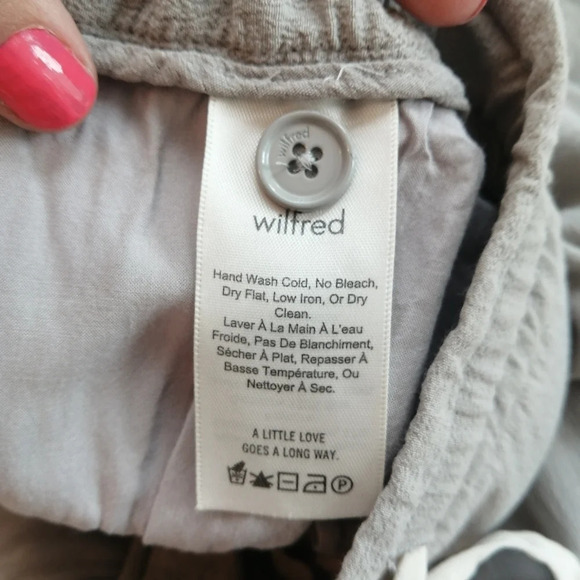 wilfred
wilfred
Hand Wash Cold, No Bleach,
Dry Flat, Low Iron, Or Dry
Clean.
Laver À La Main À L'eau
Froide, Pas De Blanchiment,
Sécher À Plat, Repasser À
Basse Température, Ou
Nettoyer À Sec.
A LITTLE LOVE
GOES A LONG WAY.
P